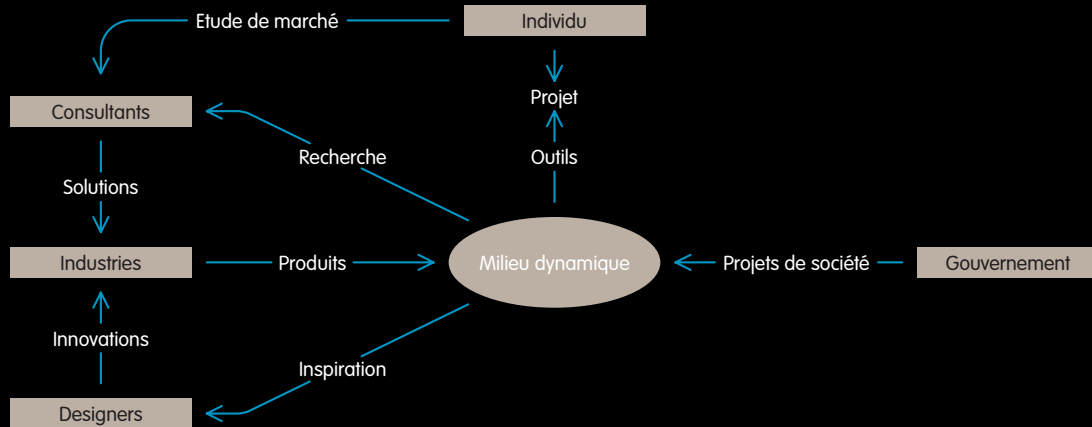 Etude de marché
Individu
Consultants
Projet
Recherche
Outils
Solutions
Industries
Produits
Milieu dynamique
Projets de société
Gouvernement
Innovations
Inspiration
Designers